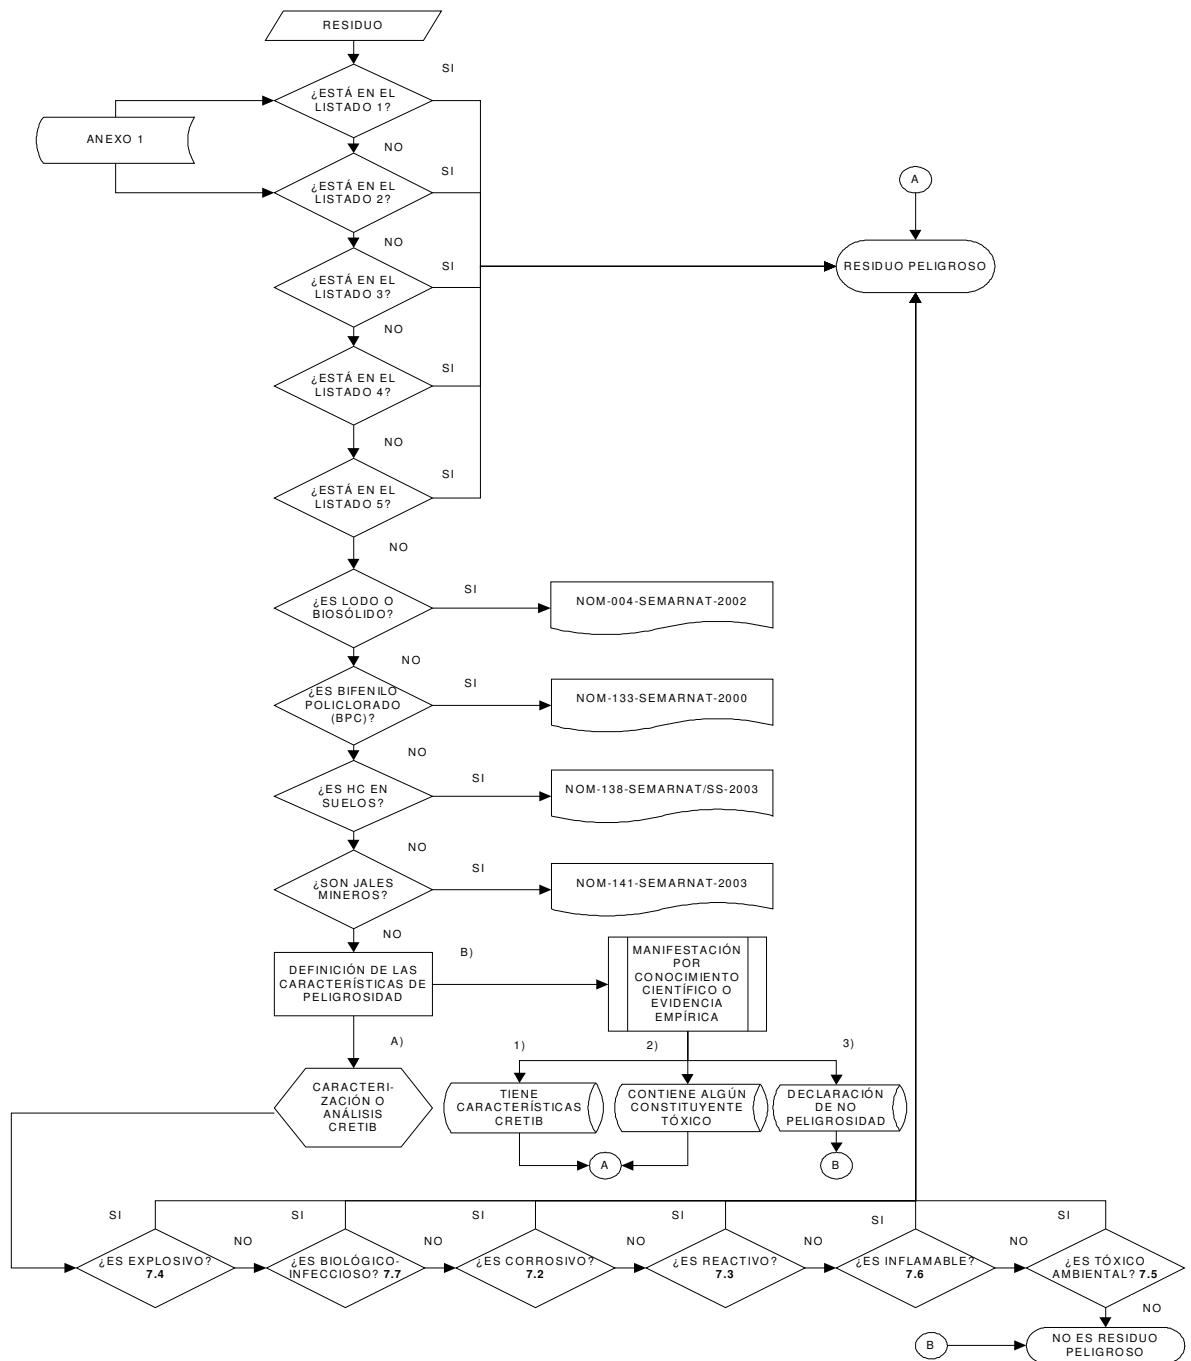 RESIDUO
SI
¿ESTÁ EN EL
LISTADO 1?
ANEXO 1
NO
SI
¿ESTÁ EN EL
LISTADO 2?
A
NO
SI
RESIDUO PELIGROSO
¿ESTÁ EN EL
LISTADO 3?
NO
SI
¿ESTÁ EN EL
LISTADO 4?
NO
SI
¿ESTÁ EN EL
LISTADO 5?
NO
¿ES LODO O
BIOSÓLIDO?
SI
NOM-004-SEMARNAT-2002
NO
¿ES BIFENILO
POLICLORADO
(BPC)?
SI
NOM-133-SEMARNAT-2000
NO
¿ES HC EN
SUELOS?
SI
NOM-138-SEMARNAT/SS-2003
NO
¿SON JALES
MINEROS?
SI
NOM-141-SEMARNAT-2003
NO
DEFINICIÓN DE LAS
CARACTERÍSTICAS DE
PELIGROSIDAD
B)
MANIFESTACIÓN
POR
CONOCIMIENTO
CIENTÍFICO O
EVIDENCIA
EMPÍRICA
A)
1)
2)
3)
CARACTERI-
ZACIÓN O
ANÁLISIS
CRETIB
TIENE
CARACTERÍSTICAS
CRETIB
CONTIENE ALGÚN
CONSTITUYENTE
TÓXICO
DECLARACIÓN
DE NO
PELIGROSIDAD
A
B
SI
¿ES EXPLOSIVO?
7.4
NO
SI
¿ES BIOLÓGICO-
INFECCIOSO? 7.7
NO
SI
¿ES CORROSIVO?
7.2
NO
SI
¿ES REACTIVO?
7.3
NO
SI
¿ES INFLAMABLE?
7.6
NO
SI
¿ES TÓXICO
AMBIENTAL? 7.5
NO
B
NO ES RESIDUO
PELIGROSO